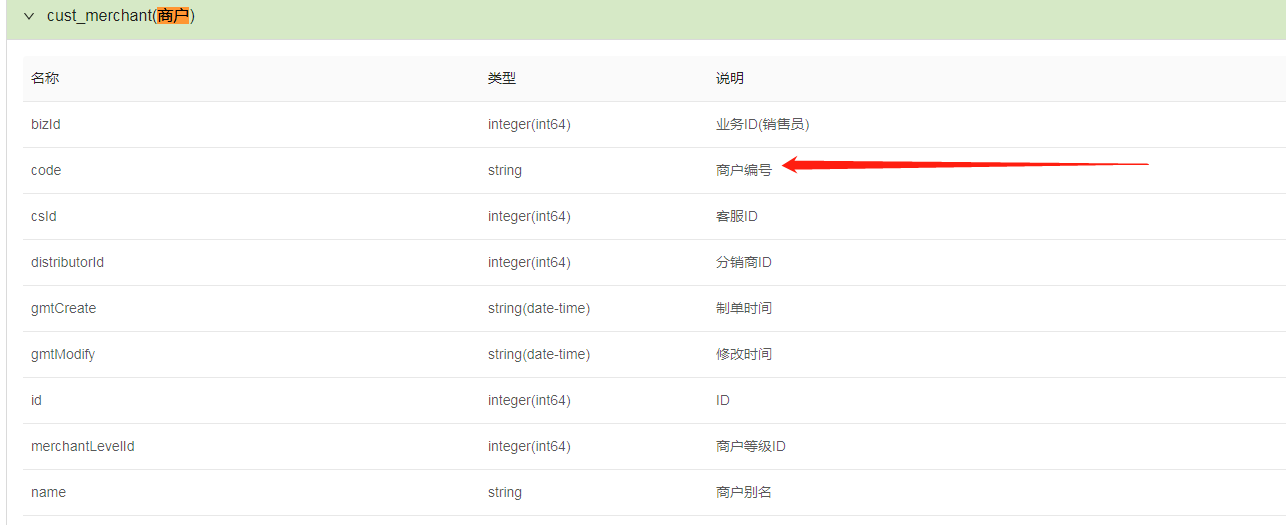 cust_merchant(商户)
名称 类型 说明
bizId integer(int64) 业务ID(销售员)
code string 商户编号
csId integer(int64) 客服ID
distributorId integer(int64) 分销商ID
gmtCreate string(date-time) 制单时间
gmtModify string(date-time) 修改时间
id integer(int64) ID
merchantLevelId integer(int64) 商户等级ID
name string 商户别名